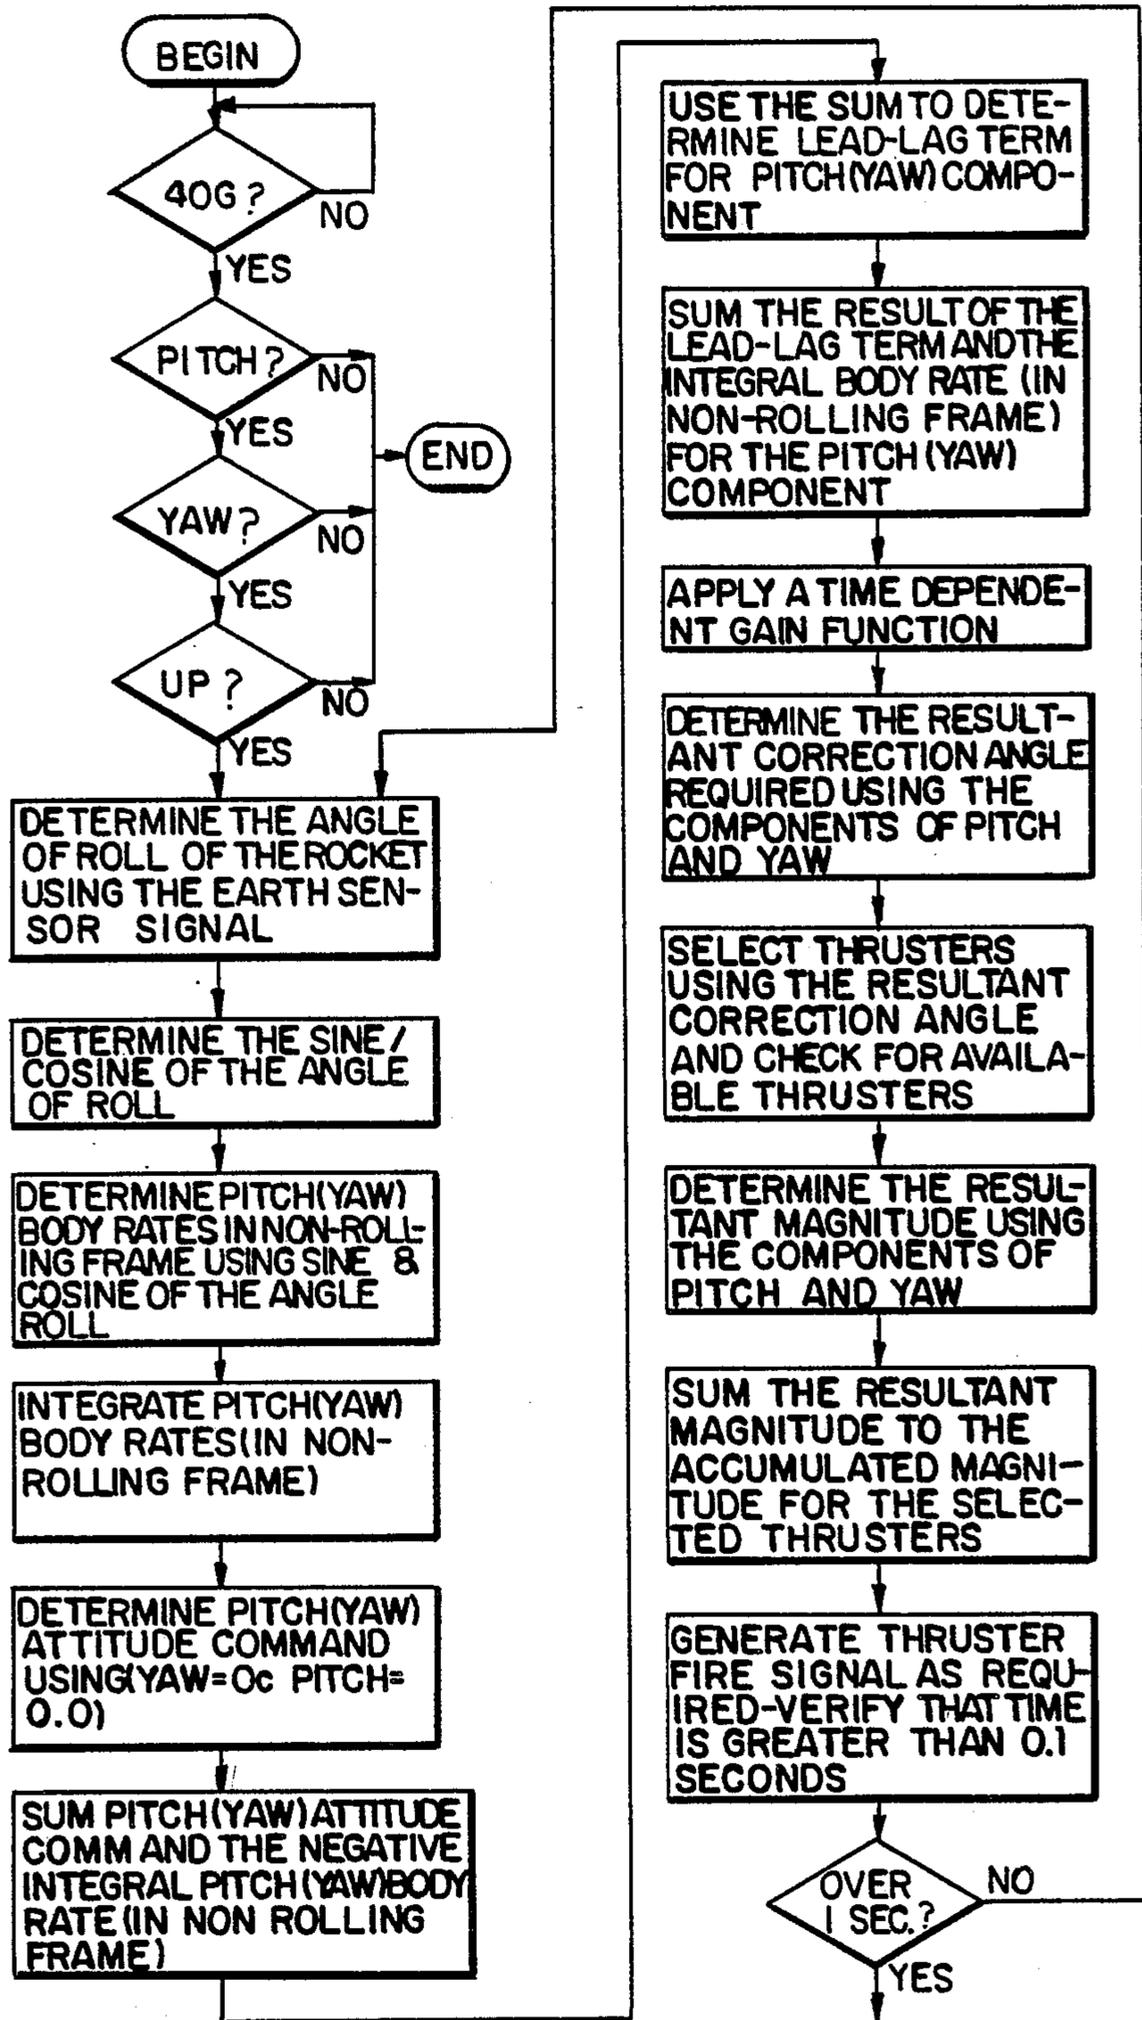 BEGIN
40G?
NO
YES
PITCH?
NO
YES
END
YAW?
NO
YES
UP?
NO
YES
DETERMINE THE ANGLE
OF ROLL OF THE ROCKET
USING THE EARTH SEN-
SOR SIGNAL
DETERMINE THE SINE/
COSINE OF THE ANGLE
OF ROLL
DETERMINE PITCH(YAW)
BODY RATES IN NON-ROLL-
ING FRAME USING SINE &
COSINE OF THE ANGLE
ROLL
INTEGRATE PITCH(YAW)
BODY RATES(IN NON-
ROLLING FRAME)
DETERMINE PITCH(YAW)
ATTITUDE COMMAND
USING(YAW=0c PITCH=
0.0)
SUM PITCH(YAW)ATTITUDE
COMM AND THE NEGATIVE
INTEGRAL PITCH(YAW)BODY
RATE(IN NON ROLLING
FRAME)
USE THE SUM TO DETE-
RMINE LEAD-LAG TERM
FOR PITCH(YAW)COMPO-
NENT
SUM THE RESULT OF THE
LEAD-LAG TERM AND THE
INTEGRAL BODY RATE (IN
NON-ROLLING FRAME)
FOR THE PITCH(YAW)
COMPONENT
APPLY A TIME DEPENDE-
NT GAIN FUNCTION
DETERMINE THE RESULT-
ANT CORRECTION ANGLE
REQUIRED USING THE
COMPONENTS OF PITCH
AND YAW
SELECT THRUSTERS
USING THE RESULTANT
CORRECTION ANGLE
AND CHECK FOR AVAILA-
BLE THRUSTERS
DETERMINE THE RESUL-
TANT MAGNITUDE USING
THE COMPONENTS OF
PITCH AND YAW
SUM THE RESULTANT
MAGNITUDE TO THE
ACCUMULATED MAGNI-
TUDE FOR THE SELEC-
TED THRUSTERS
GENERATE THRUSTER
FIRE SIGNAL AS REQU-
IRED-VERIFY THAT TIME
IS GREATER THAN 0.1
SECONDS
OVER
1 SEC.?
NO
YES